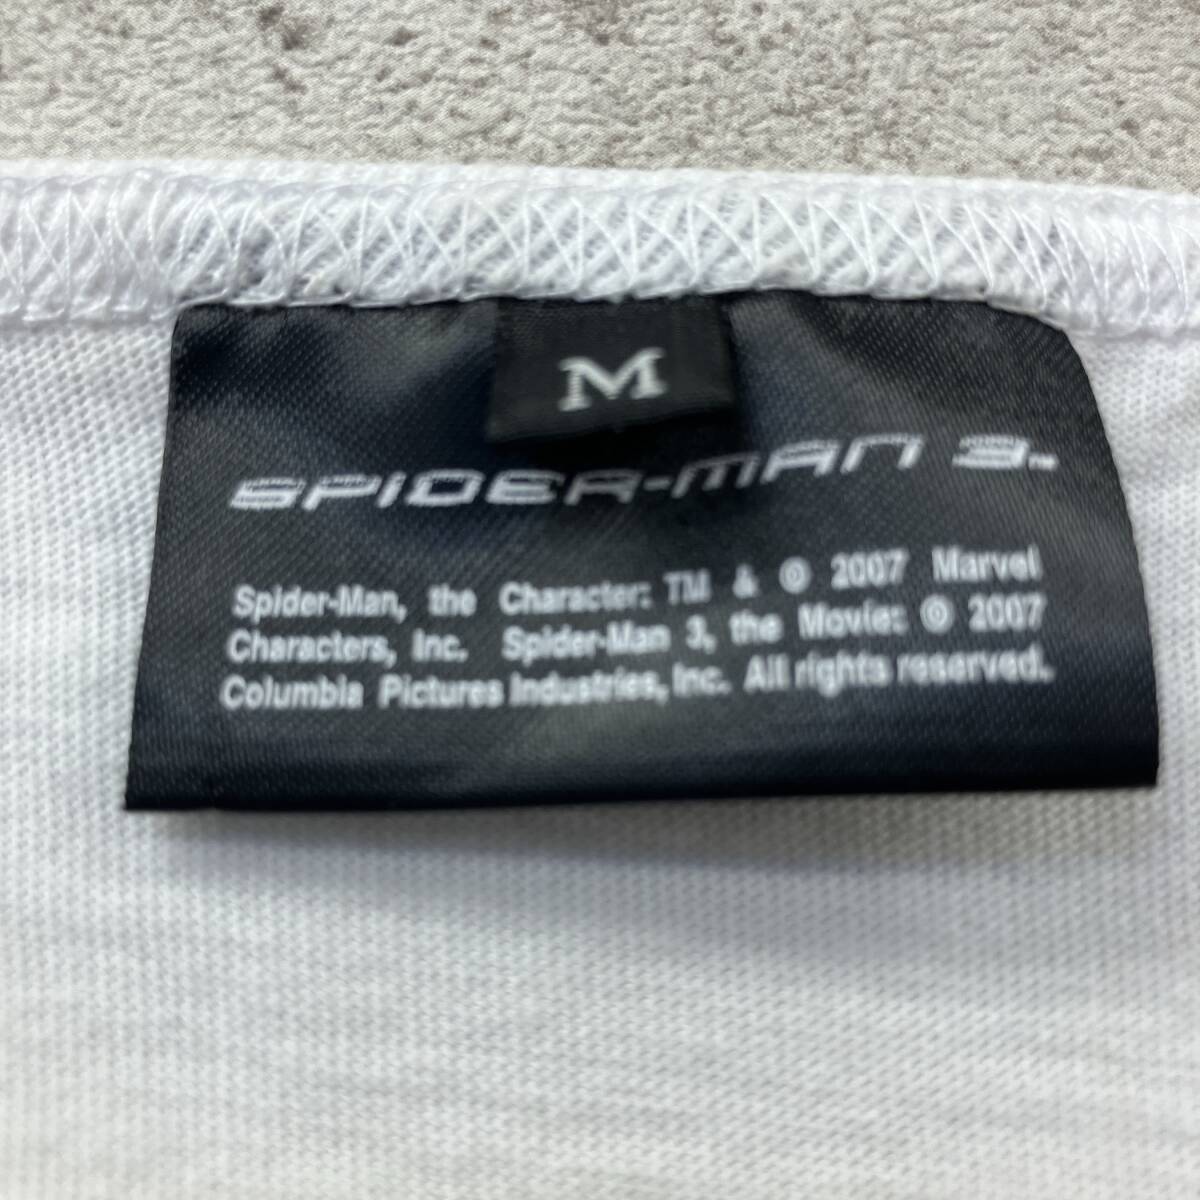 M
SPIDER-MAN 3™
Spider-Man, the Character: TM & © 2007 Marvel
Characters, Inc. Spider-Man 3, the Movie: © 2007
Columbia Pictures Industries, Inc. All rights reserved.